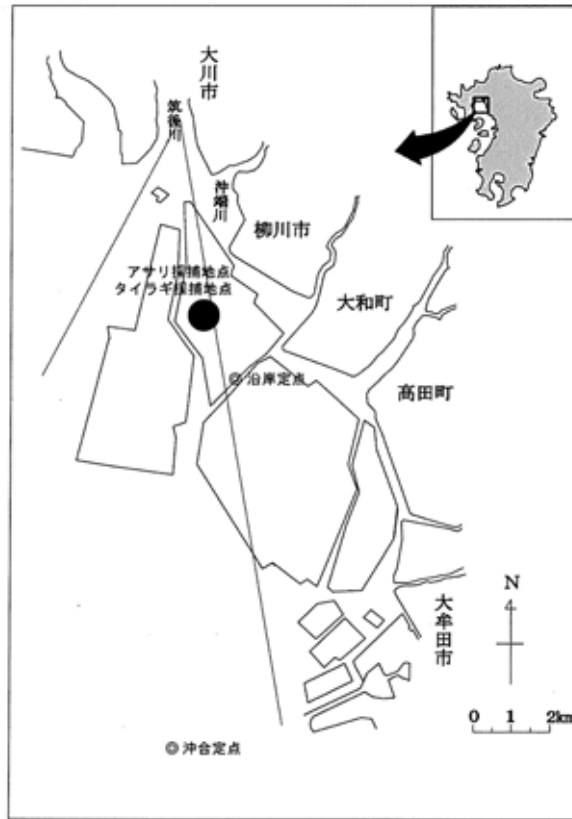 大川市
筑後川
沖端川
柳川市
アサリ採捕地点
タイラギ採捕地点
大和町
◎沿岸定点
高田町
大牟田市
N
0 1 2km
◎沖合定点